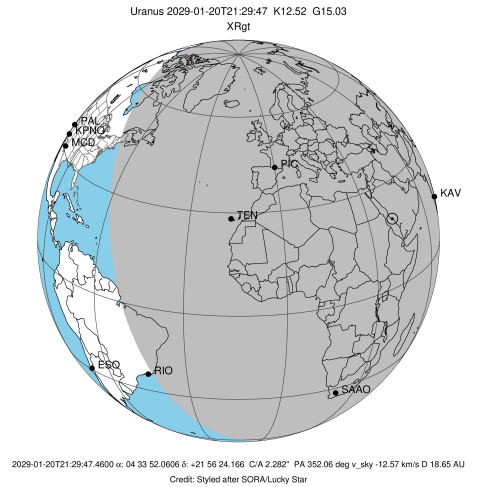 Uranus 2029-01-20T21:29:47 K12.52 G15.03
XRgt
PAL
KPNO
MCD
PIC
KAV
TEN
ESO
RIO
SAAO
2029-01-20T21:29:47.4600 α: 04 33 52.0606 δ: +21 56 24.166 C/A 2.282" PA 352.06 deg v_sky -12.57 km/s D 18.65 AU
Credit: Styled after SORA/Lucky Star